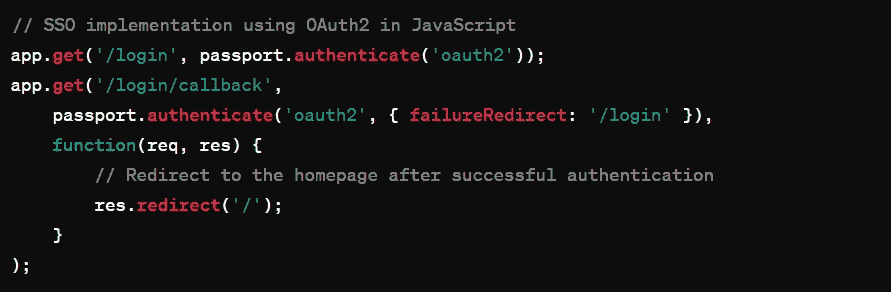 // SSO implementation using OAuth2 in JavaScript
app.get('/login', passport.authenticate('oauth2'));
app.get('/login/callback',
    passport.authenticate('oauth2', { failureRedirect: '/login' }),
    function(req, res) {
        // Redirect to the homepage after successful authentication
        res.redirect('/');
    }
);